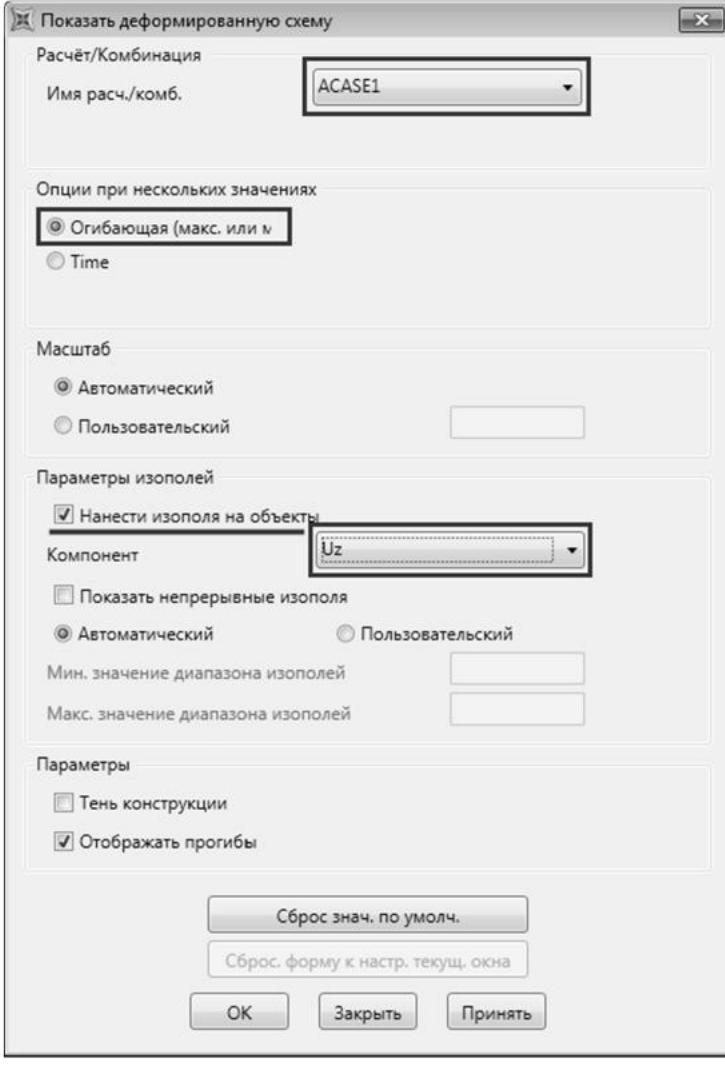 Показать деформированную схему
Расчёт/Комбинация
Имя расч./комб. ACASE1
Опции при нескольких значениях
Огибающая (макс. или м
Time
Масштаб
Автоматический
Пользовательский
Параметры изополей
Нанести изополя на объекты
Компонент Uz
Показать непрерывные изополя
Автоматический Пользовательский
Мин. значение диапазона изополей
Макс. значение диапазона изополей
Параметры
Тень конструкции
Отображать прогибы
Сброс знач. по умолч.
Сброс. форму к настр. текущ. окна
OK Закрыть Принять